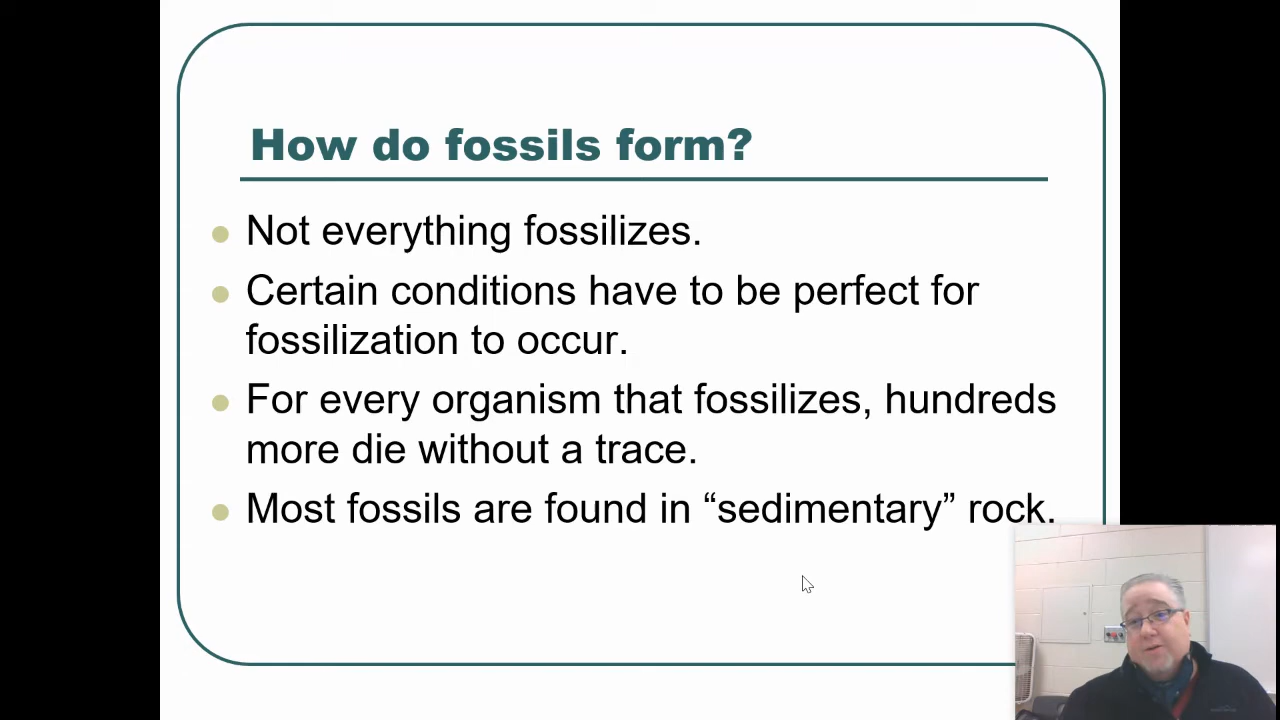 How do fossils form?
Not everything fossilizes.
Certain conditions have to be perfect for
fossilization to occur.
For every organism that fossilizes, hundreds
more die without a trace.
Most fossils are found in “sedimentary” rock.